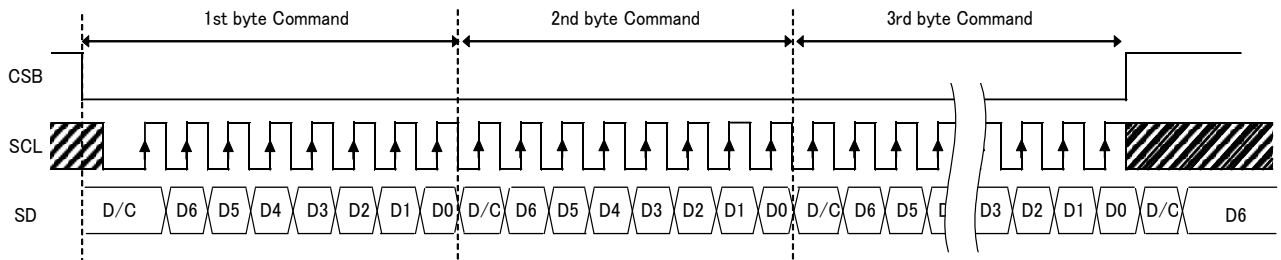 1st byte Command 2nd byte Command 3rd byte Command
CSB
SCL
SD D/C D6 D5 D4 D3 D2 D1 D0 D/C D6 D5 D4 D3 D2 D1 D0 D/C D6 D5 D3 D2 D1 D0 D/C D6